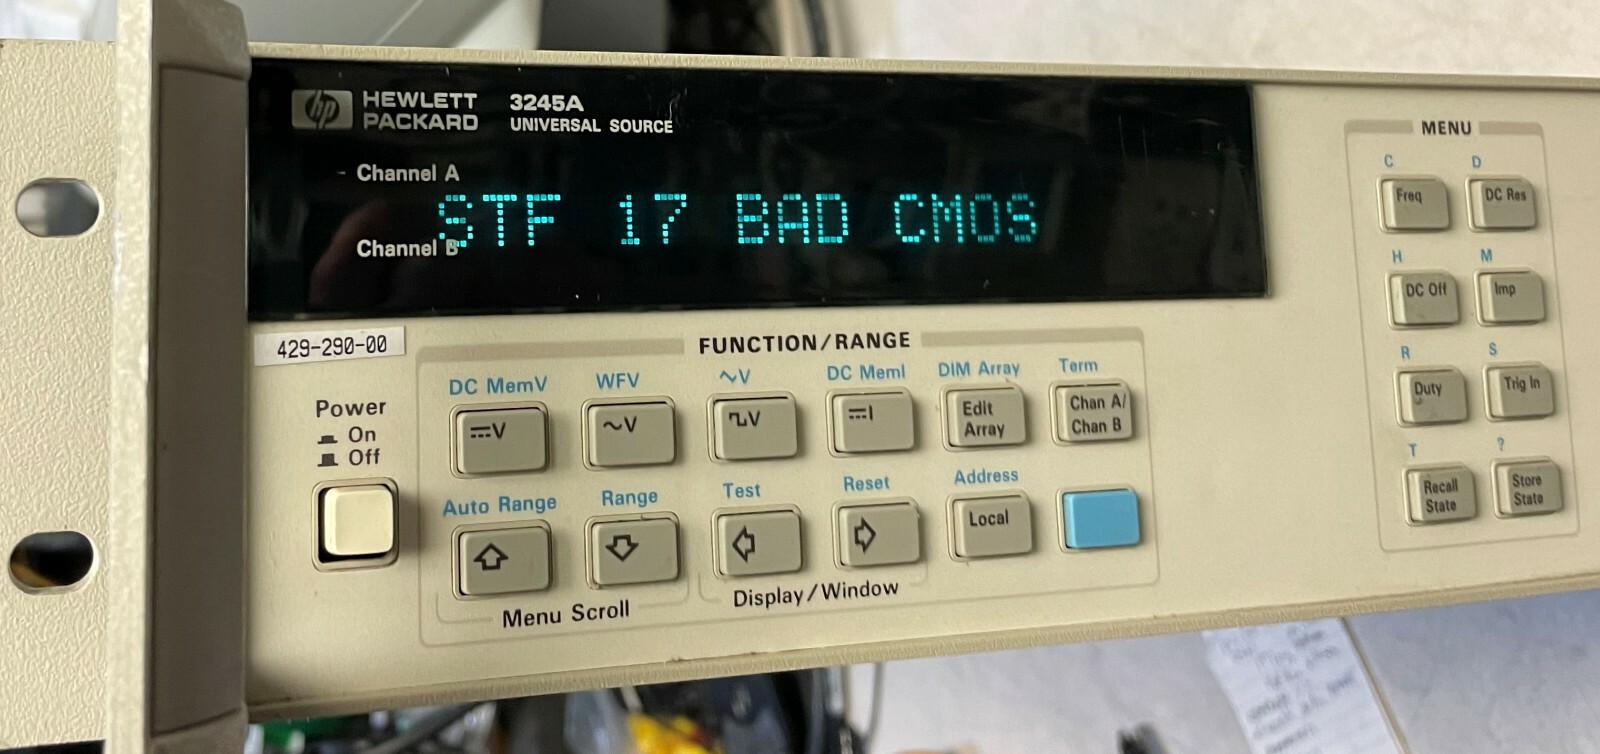 hp HEWLETT PACKARD 3245A
UNIVERSAL SOURCE
Channel A
STF 17 BAD CMOS
Channel B
429-290-00
Power
On
Off
FUNCTION/RANGE
DC MemV WFV ~V DC MemI DIM Array Term
V ~V V I Edit Array Chan A/ Chan B
Auto Range Range Test Reset Address
Local
Menu Scroll Display/Window
MENU
C D
Freq DC Res
H M
DC Off Imp
R S
Duty Trig In
T ?
Recall State Store State